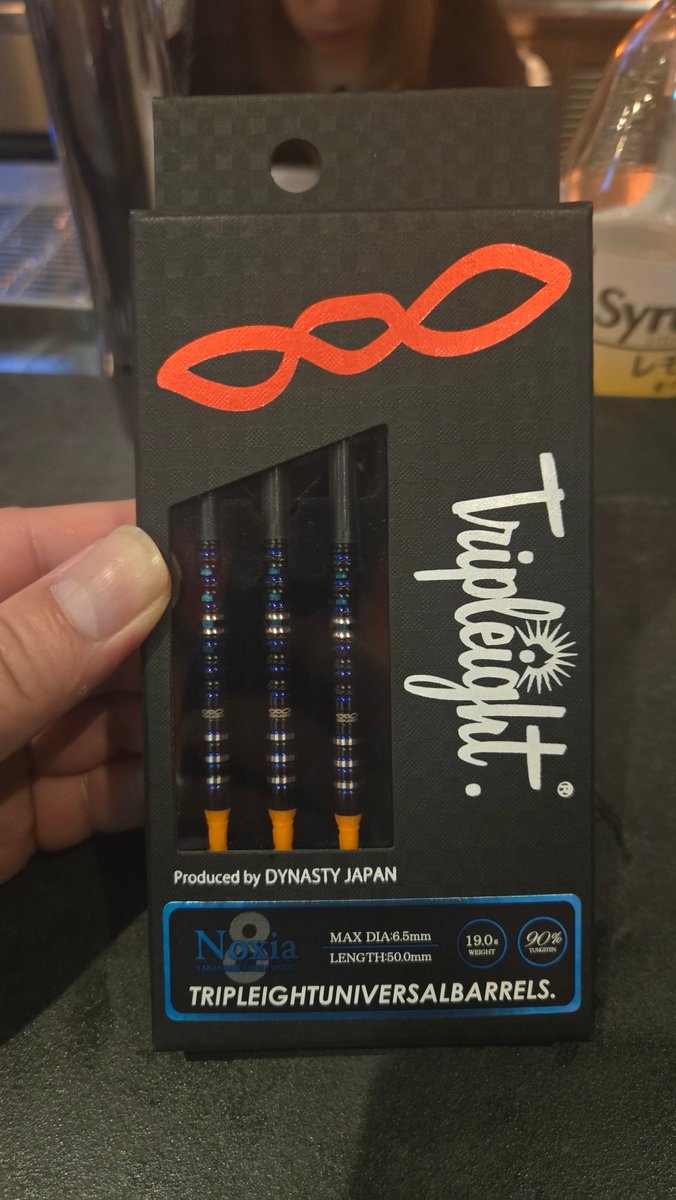 Tripleight.
®
Produced by DYNASTY JAPAN
Noxia
8
MAX DIA:6.5mm
LENGTH:50.0mm
19.0g
WEIGHT
90%
TUNGSTEN
TRIPLEIGHTUNIVERSALBARRELS.